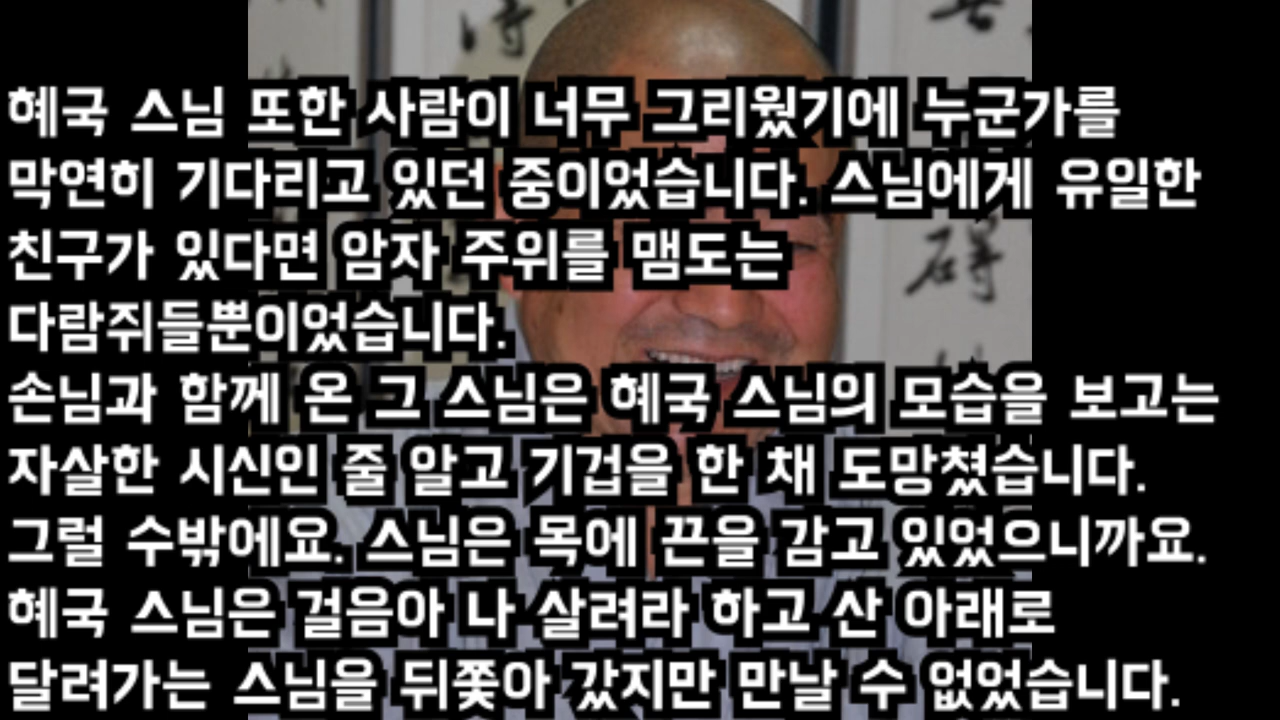 혜국 스님 또한 사람이 너무 그리웠기에 누군가를
막연히 기다리고 있던 중이었습니다. 스님에게 유일한
친구가 있다면 암자 주위를 맴도는
다람쥐들뿐이었습니다.
손님과 함께 온 그 스님은 혜국 스님의 모습을 보고는
자살한 시신인 줄 알고 기겁을 한 채 도망쳤습니다.
그럴 수밖에요. 스님은 목에 끈을 감고 있었으니까요.
혜국 스님은 걸음아 나 살려라 하고 산 아래로
달려가는 스님을 뒤쫓아 갔지만 만날 수 없었습니다.
碍